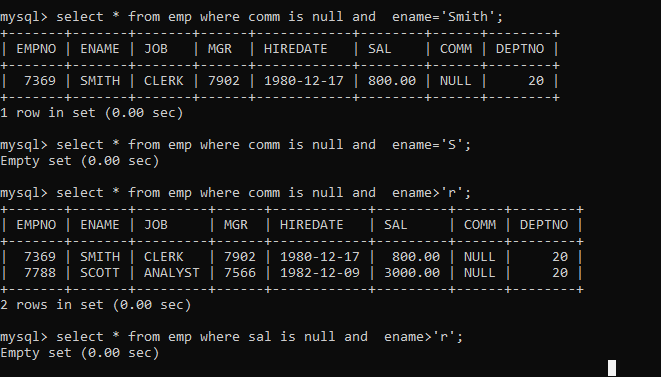 mysql> select * from emp where comm is null and  ename='Smith';
+-------+-------+-------+------+------------+--------+------+--------+
| EMPNO | ENAME | JOB   | MGR  | HIREDATE   | SAL    | COMM | DEPTNO |
+-------+-------+-------+------+------------+--------+------+--------+
|  7369 | SMITH | CLERK | 7902 | 1980-12-17 | 800.00 | NULL |     20 |
+-------+-------+-------+------+------------+--------+------+--------+
1 row in set (0.00 sec)
mysql> select * from emp where comm is null and  ename='S';
Empty set (0.00 sec)
mysql> select * from emp where comm is null and  ename>'r';
+-------+-------+---------+------+------------+---------+------+--------+
| EMPNO | ENAME | JOB     | MGR  | HIREDATE   | SAL     | COMM | DEPTNO |
+-------+-------+---------+------+------------+---------+------+--------+
|  7369 | SMITH | CLERK   | 7902 | 1980-12-17 |  800.00 | NULL |     20 |
|  7788 | SCOTT | ANALYST | 7566 | 1982-12-09 | 3000.00 | NULL |     20 |
+-------+-------+---------+------+------------+---------+------+--------+
2 rows in set (0.00 sec)
mysql> select * from emp where sal is null and  ename>'r';
Empty set (0.00 sec)